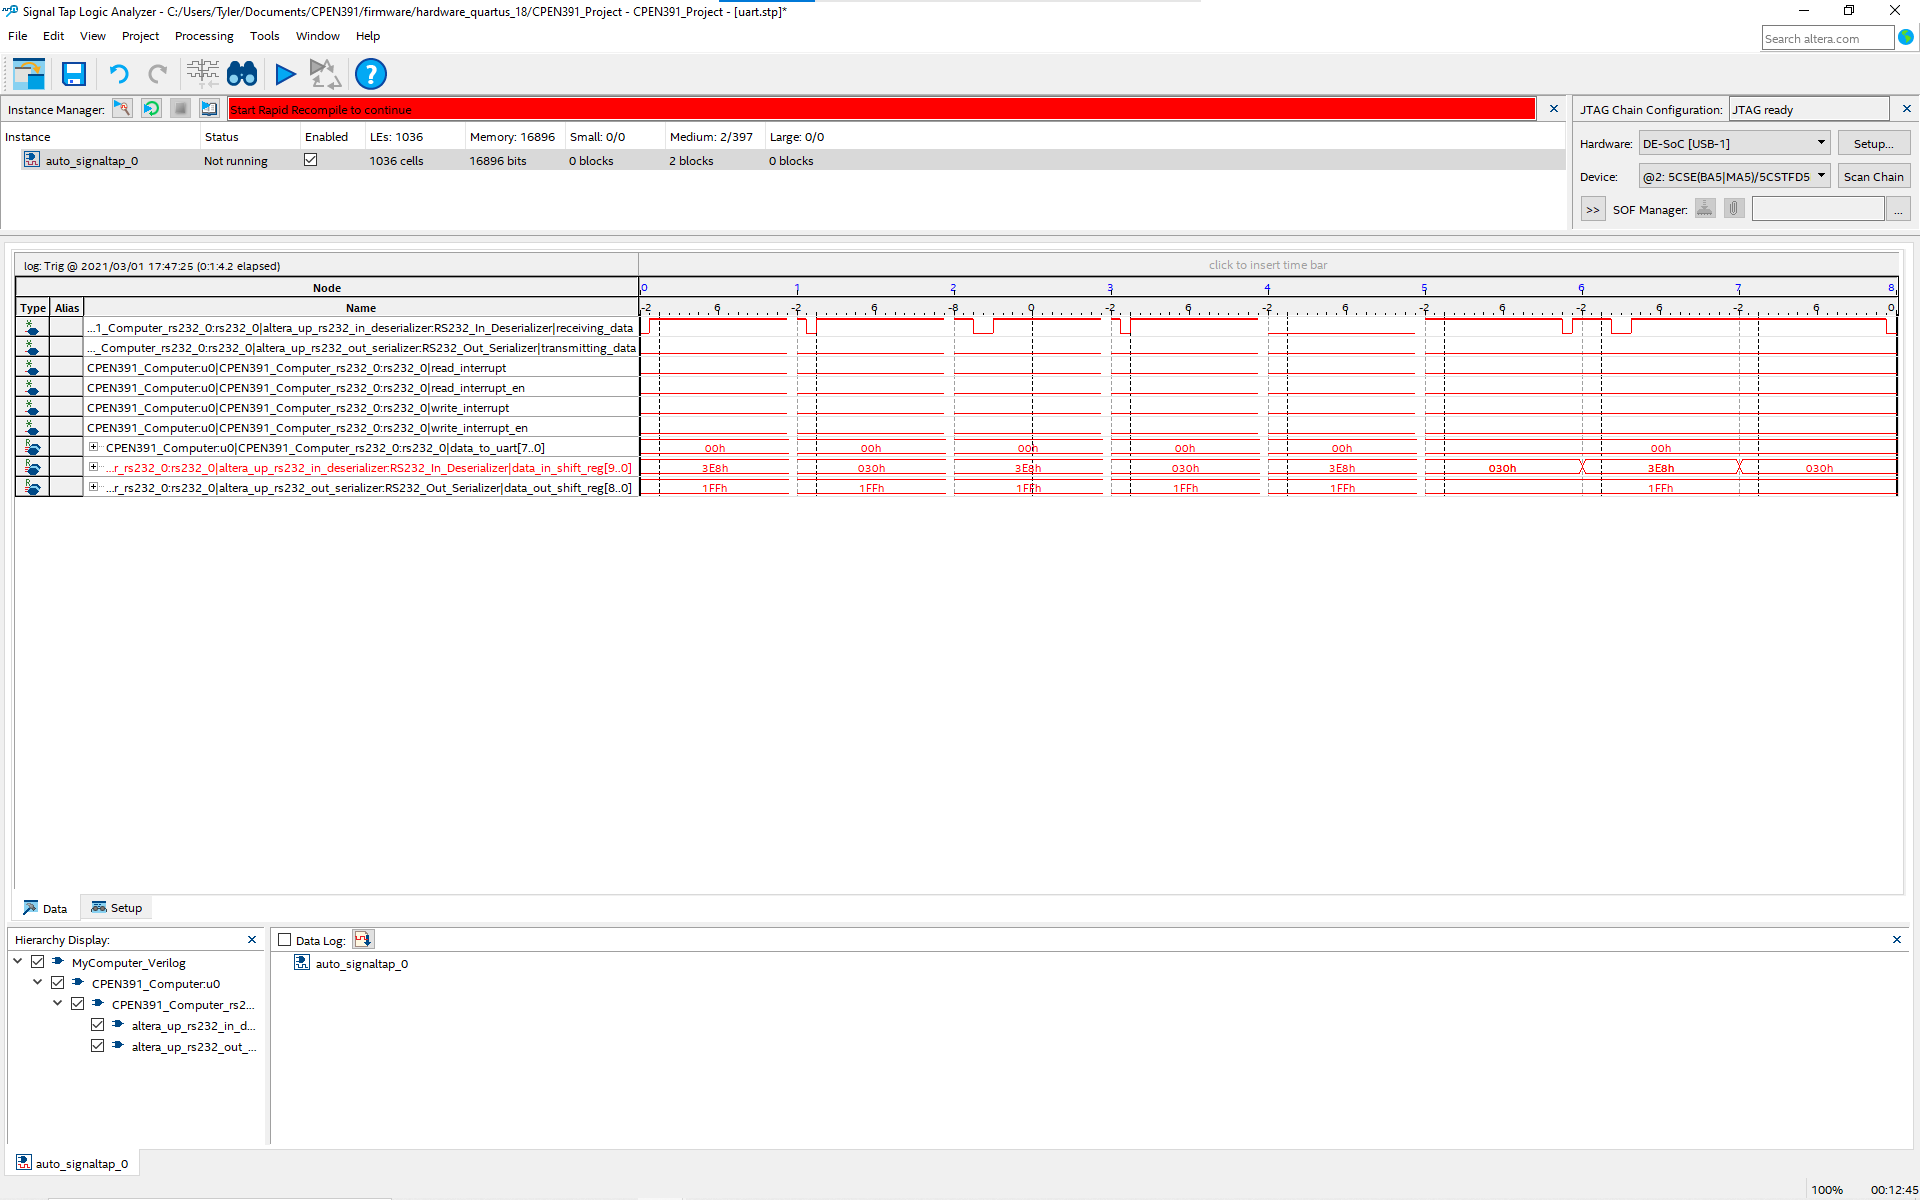 Signal Tap Logic Analyzer - C:/Users/Tyler/Documents/CPEN391/firmware/hardware_quartus_18/CPEN391_Project - CPEN391_Project - [uart.stp]*
File Edit View Project Processing Tools Window Help
Search altera.com
Instance Manager: Start Rapid Recompile to continue
JTAG Chain Configuration: JTAG ready
Instance Status Enabled LEs: 1036 Memory: 16896 Small: 0/0 Medium: 2/397 Large: 0/0
auto_signaltap_0 Not running 1036 cells 16896 bits 0 blocks 2 blocks 0 blocks
Hardware: DE-SoC [USB-1] Setup...
Device: @2: 5CSE(BA5|MA5)/5CSTFD5 Scan Chain
>> SOF Manager: ...
log: Trig @ 2021/03/01 17:47:25 (0:1:4.2 elapsed) click to insert time bar
Node 0 1 2 3 4 5 6 7 8
Type Alias Name -2 6 -2 6 -8 0 -2 6 -2 6 -2 6 -2 6 -2 6 0
...1_Computer_rs232_0:rs232_0|altera_up_rs232_in_deserializer:RS232_In_Deserializer|receiving_data
..._Computer_rs232_0:rs232_0|altera_up_rs232_out_serializer:RS232_Out_Serializer|transmitting_data
CPEN391_Computer:u0|CPEN391_Computer_rs232_0:rs232_0|read_interrupt
CPEN391_Computer:u0|CPEN391_Computer_rs232_0:rs232_0|read_interrupt_en
CPEN391_Computer:u0|CPEN391_Computer_rs232_0:rs232_0|write_interrupt
CPEN391_Computer:u0|CPEN391_Computer_rs232_0:rs232_0|write_interrupt_en
CPEN391_Computer:u0|CPEN391_Computer_rs232_0:rs232_0|data_to_uart[7..0] 00h 00h 00h 00h 00h 00h
...r_rs232_0:rs232_0|altera_up_rs232_in_deserializer:RS232_In_Deserializer|data_in_shift_reg[9..0] 3E8h 030h 3E8h 030h 3E8h 030h 3E8h 030h
...r_rs232_0:rs232_0|altera_up_rs232_out_serializer:RS232_Out_Serializer|data_out_shift_reg[8..0] 1FFh 1FFh 1FFh 1FFh 1FFh 1FFh
Data Setup
Hierarchy Display:
MyComputer_Verilog
CPEN391_Computer:u0
CPEN391_Computer_rs2...
altera_up_rs232_in_d...
altera_up_rs232_out_...
Data Log:
auto_signaltap_0
auto_signaltap_0
100% 00:12:45